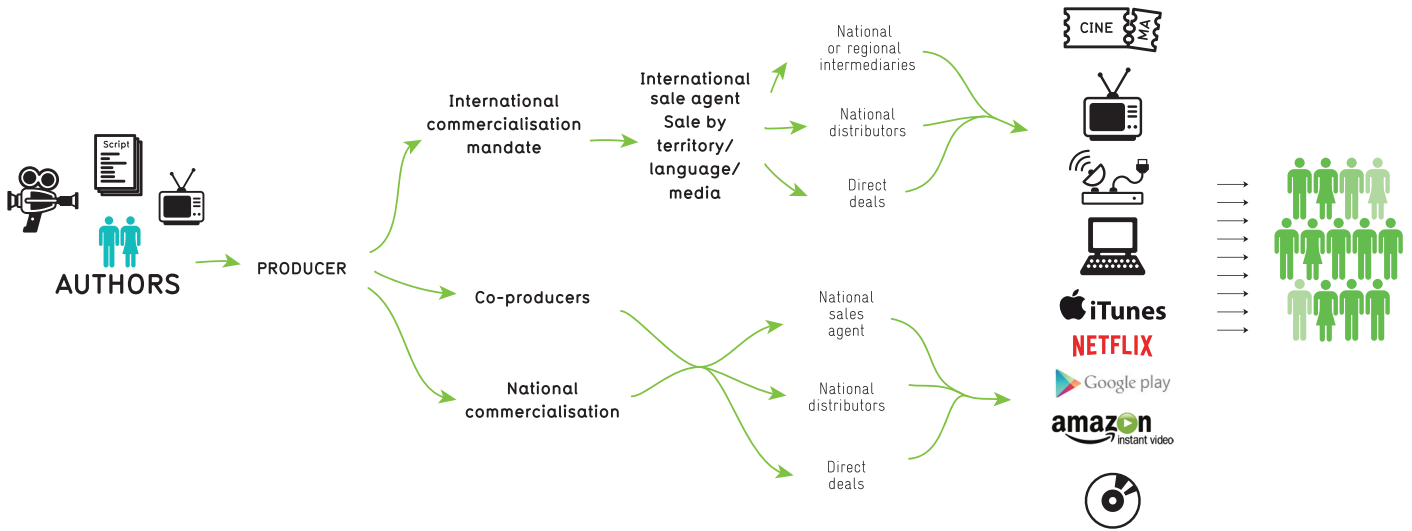 Script
AUTHORS
PRODUCER
International
commercialisation
mandate
Co-producers
National
commercialisation
International
sale agent
Sale by
territory/
language/
media
National
or regional
intermediaries
National
distributors
Direct
deals
National
sales
agent
National
distributors
Direct
deals
CINE
MA
iTunes
NETFLIX
Google play
amazon
instant video